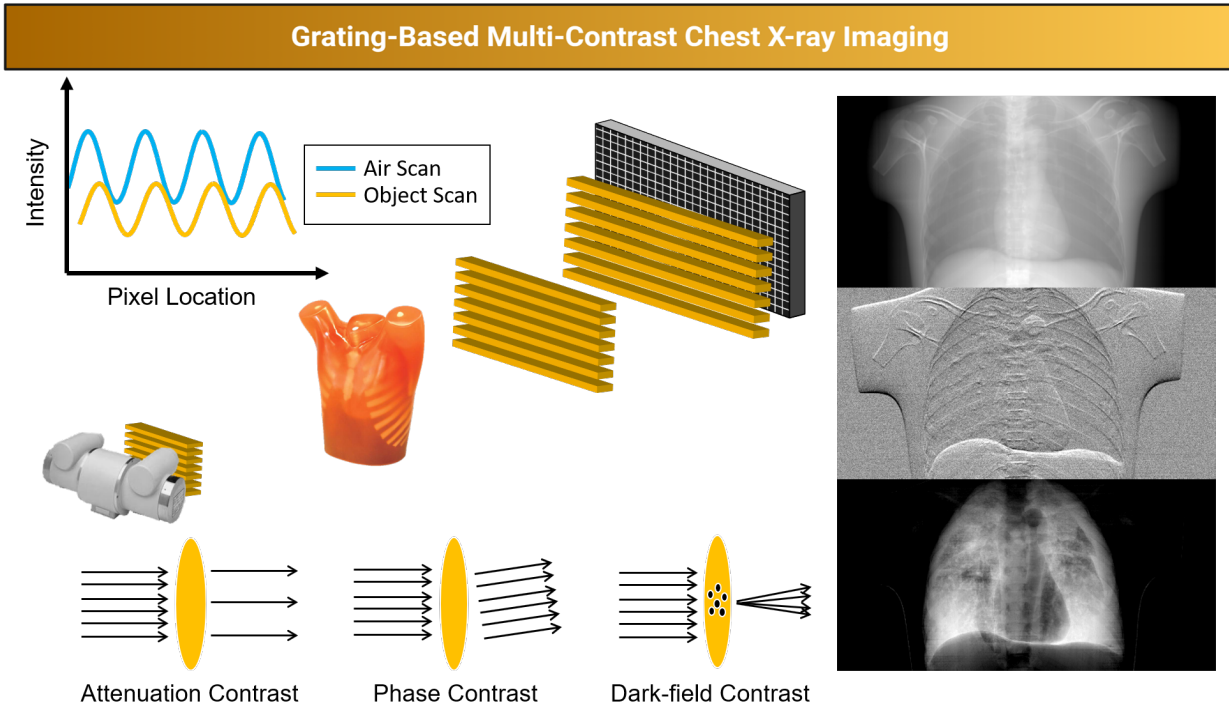 Grating-Based Multi-Contrast Chest X-ray Imaging
Intensity
Air Scan
Object Scan
Pixel Location
Attenuation Contrast
Phase Contrast
Dark-field Contrast